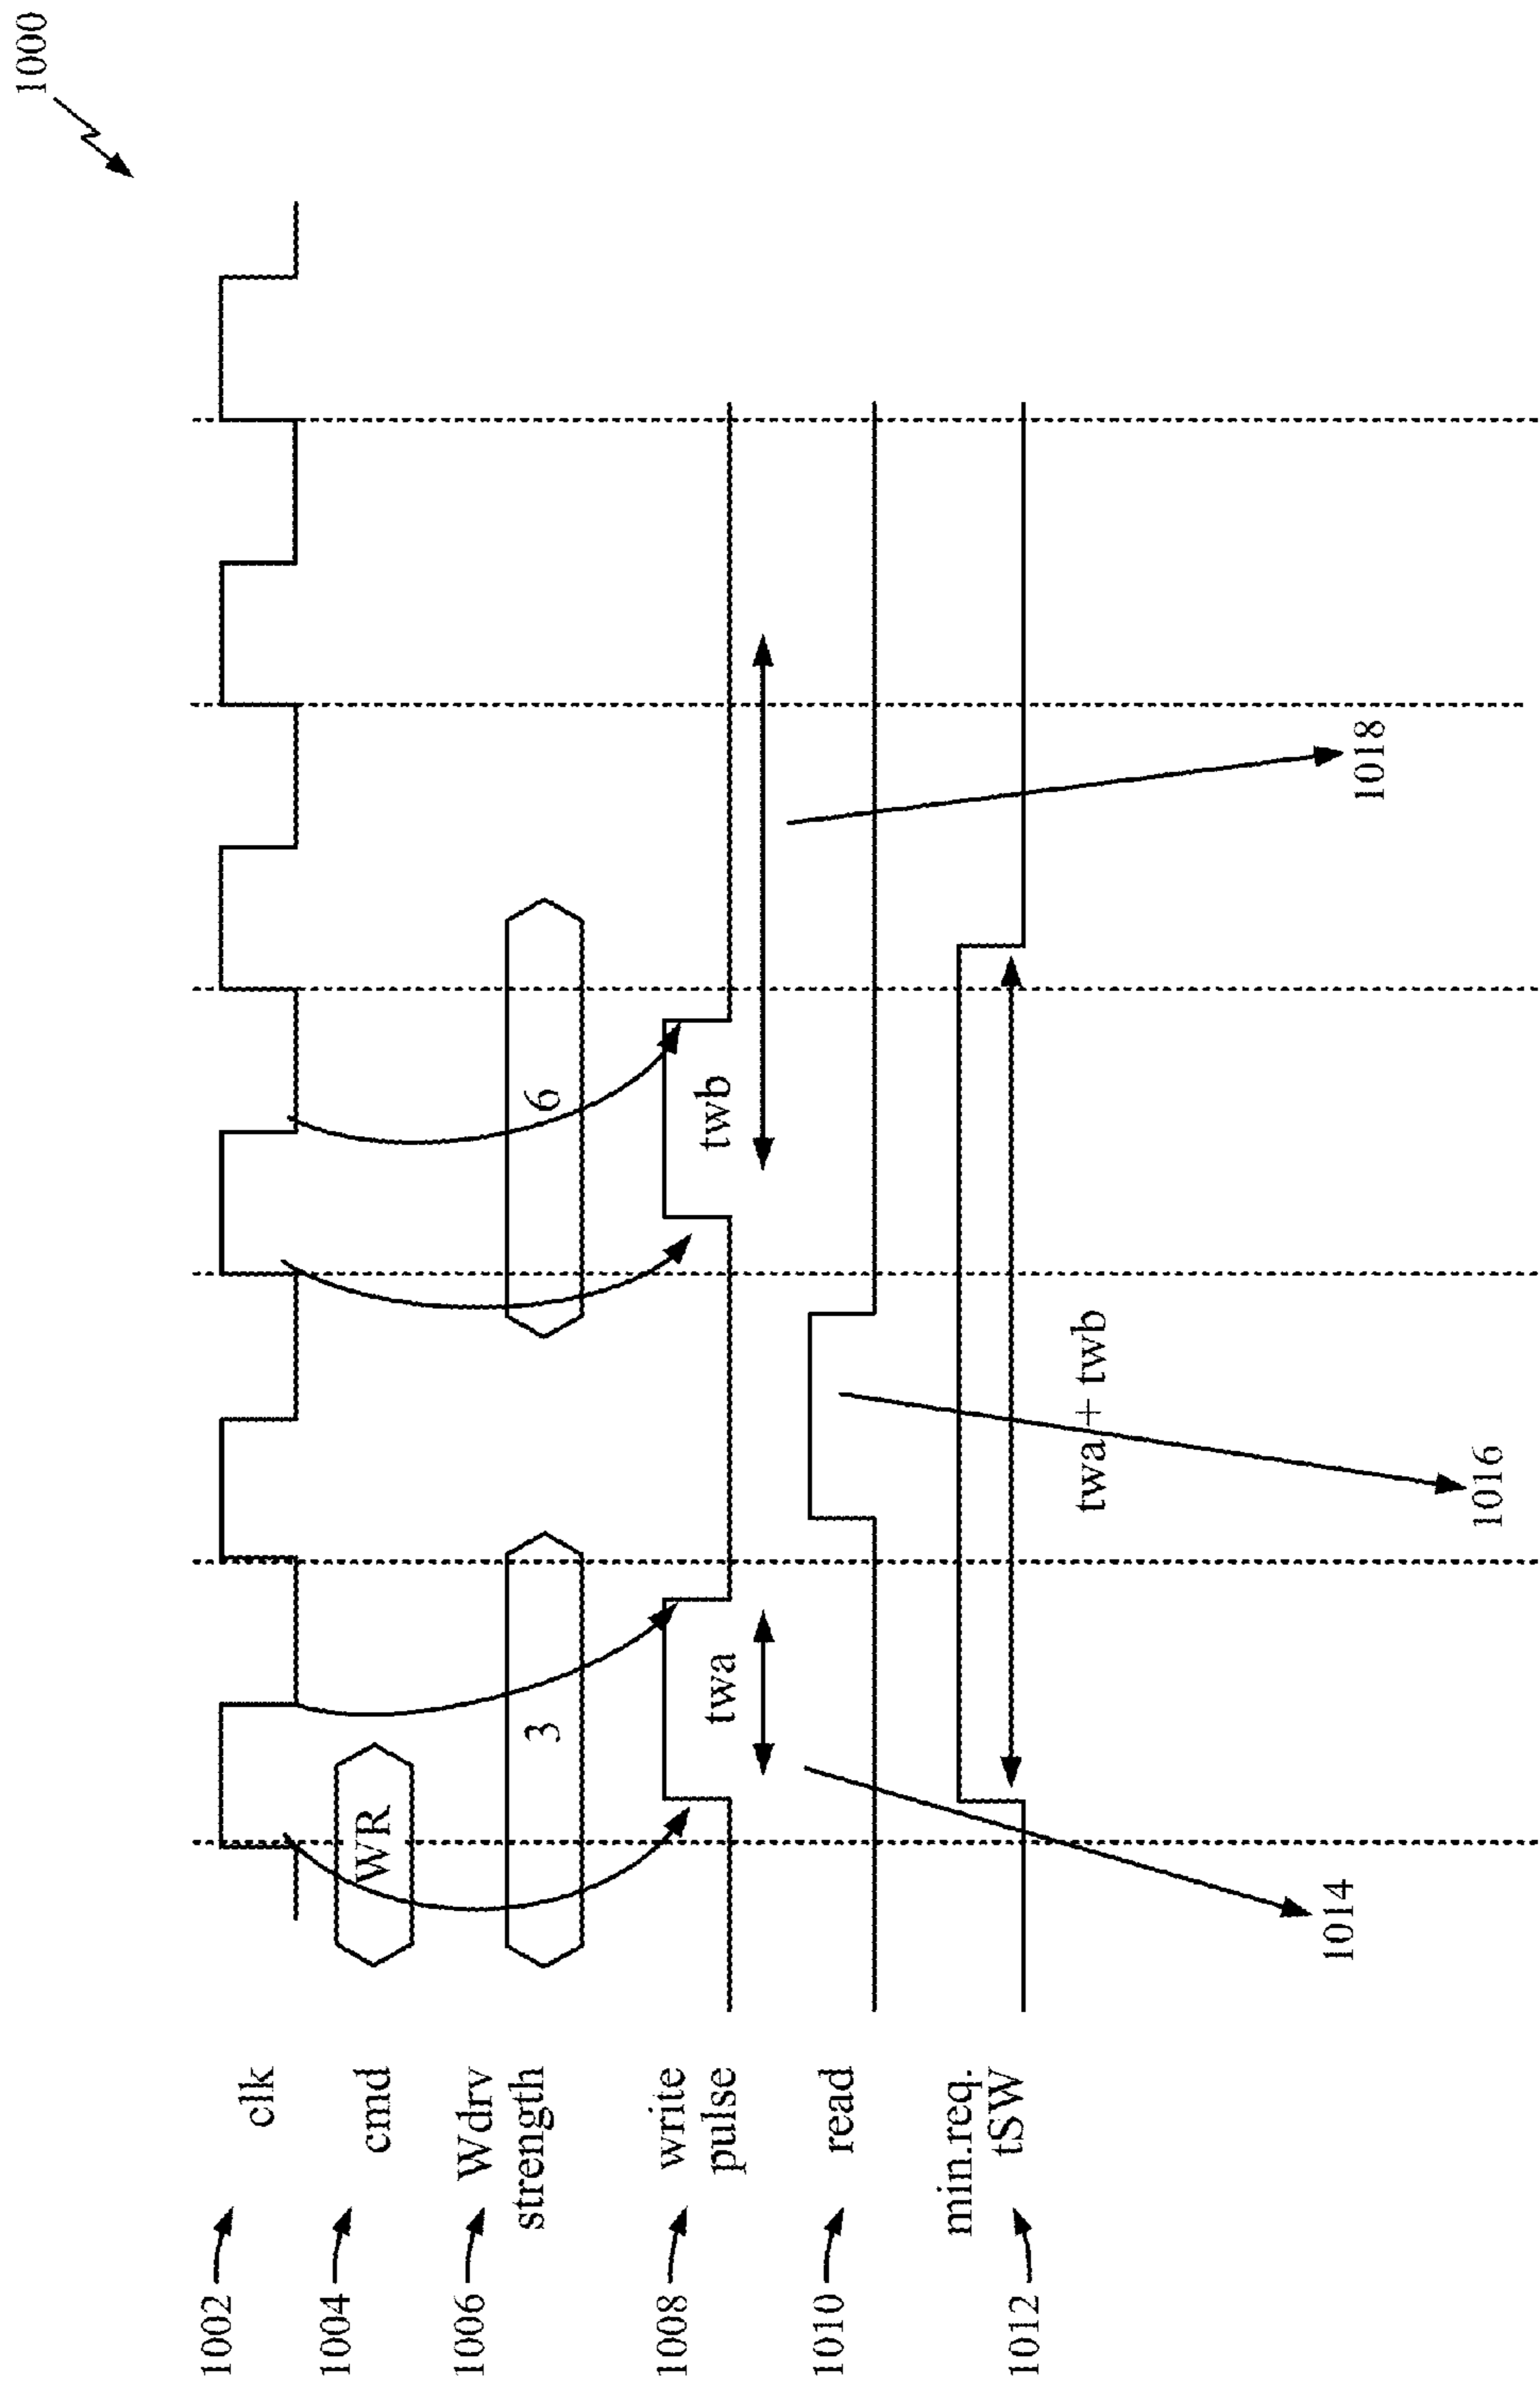 1000
1002
clk
1004
cmd
WR
1006
Wdrv
strength
3
6
1008
write
pulse
twa
twb
1010
read
1012
min.req.
tSW
twa + twb
1014
1016
1018